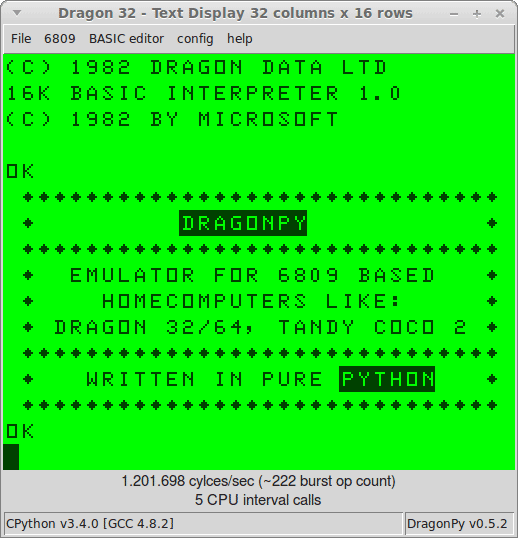 Dragon 32 - Text Display 32 columns x 16 rows
File 6809 BASIC editor config help
(C) 1982 DRAGON DATA LTD
16K BASIC INTERPRETER 1.0
(C) 1982 BY MICROSOFT
OK
DRAGONPY
EMULATOR FOR 6809 BASED
HOMECOMPUTERS LIKE:
DRAGON 32/64, TANDY COCO 2
WRITTEN IN PURE PYTHON
OK
1.201.698 cylces/sec (~222 burst op count)
5 CPU interval calls
CPython v3.4.0 [GCC 4.8.2]
DragonPy v0.5.2